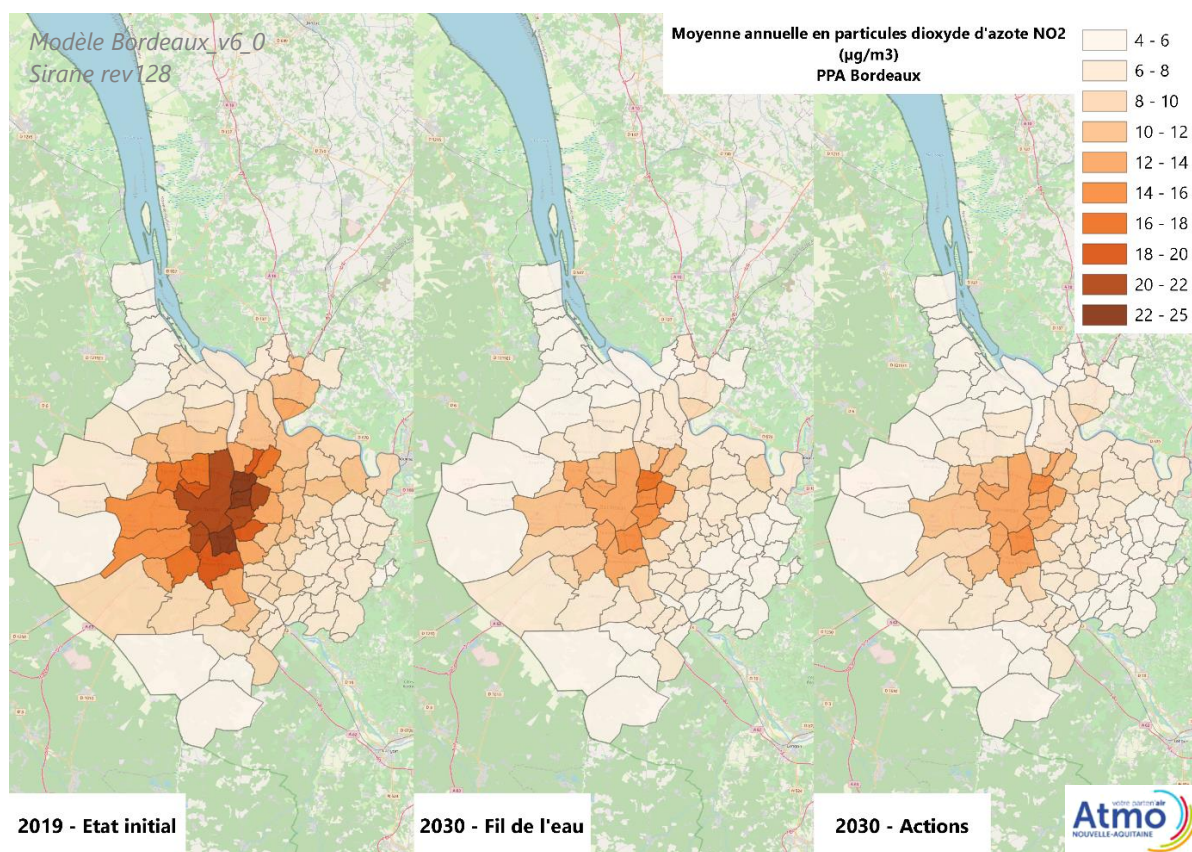 Modèle Bordeaux_v6_0
Sirane rev128
Moyenne annuelle en particules dioxyde d'azote NO2
(µg/m3)
PPA Bordeaux
4 - 6
6 - 8
8 - 10
10 - 12
12 - 14
14 - 16
16 - 18
18 - 20
20 - 22
22 - 25
2019 - Etat initial
2030 - Fil de l'eau
2030 - Actions
votre parten'air
Atmo
NOUVELLE-AQUITAINE